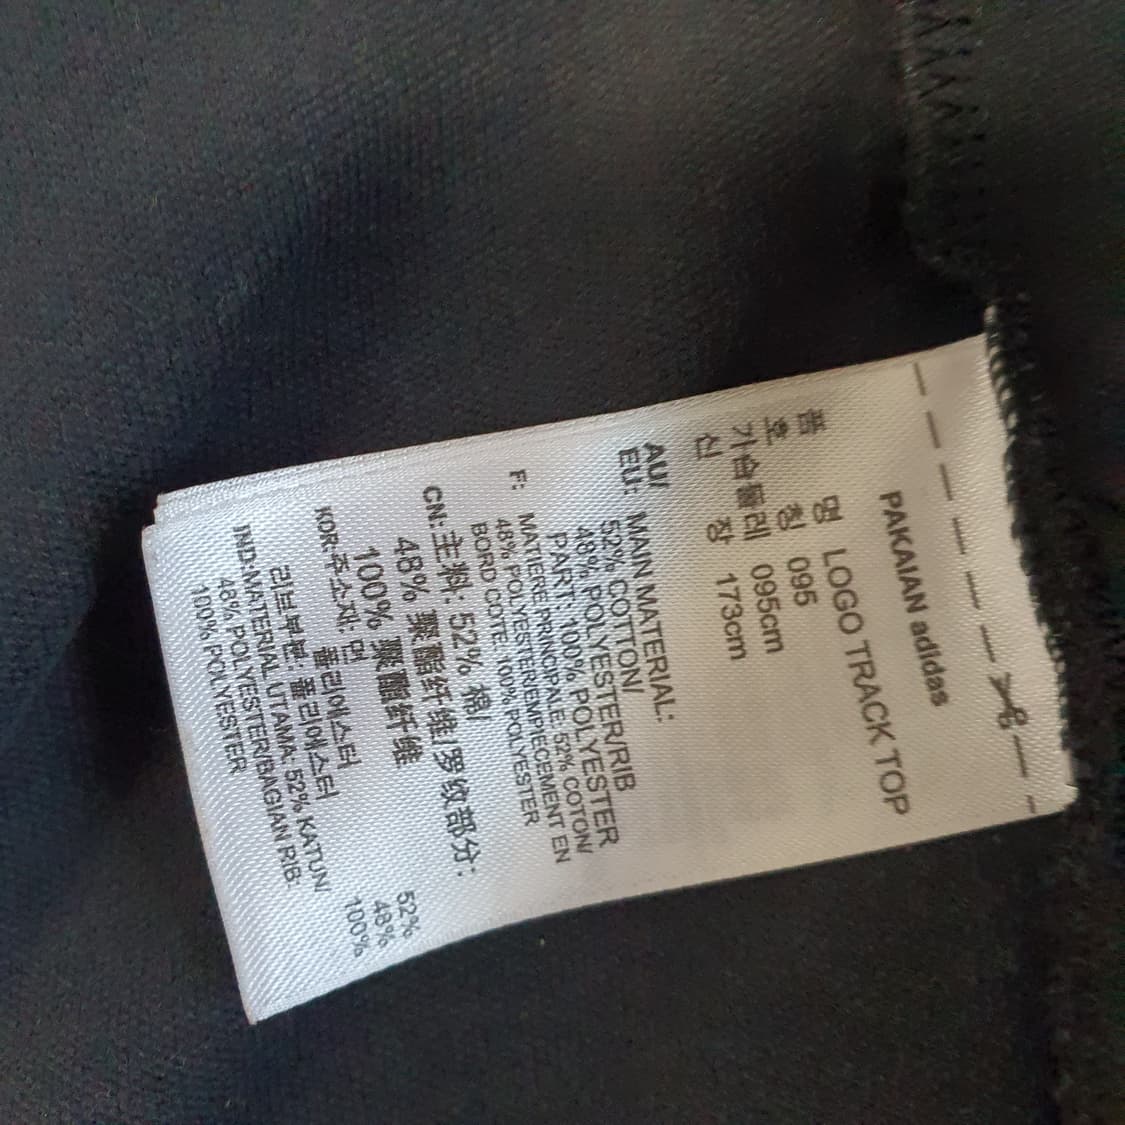 PAKAIAN adidas
품 명 LOGO TRACK TOP
호 칭 095
가슴둘레 095cm
신 장 173cm
AU/
EU: MAIN MATERIAL:
52% COTTON/
48% POLYESTER/RIB
PART: 100% POLYESTER
F: MATIERE PRINCIPALE 52% COTON/
48% POLYESTER/EMPIECEMENT EN
BORD COTE: 100% POLYESTER
CN: 主料: 52% 棉/
48% 聚酯纤维/罗纹部分:
100% 聚酯纤维
KOR-주소재: 면 52%
폴리에스터 48%
리브부분: 폴리에스터 100%
IND-MATERIAL UTAMA: 52% KATUN/
48% POLYESTER/BAGIAN RIB:
100% POLYESTER